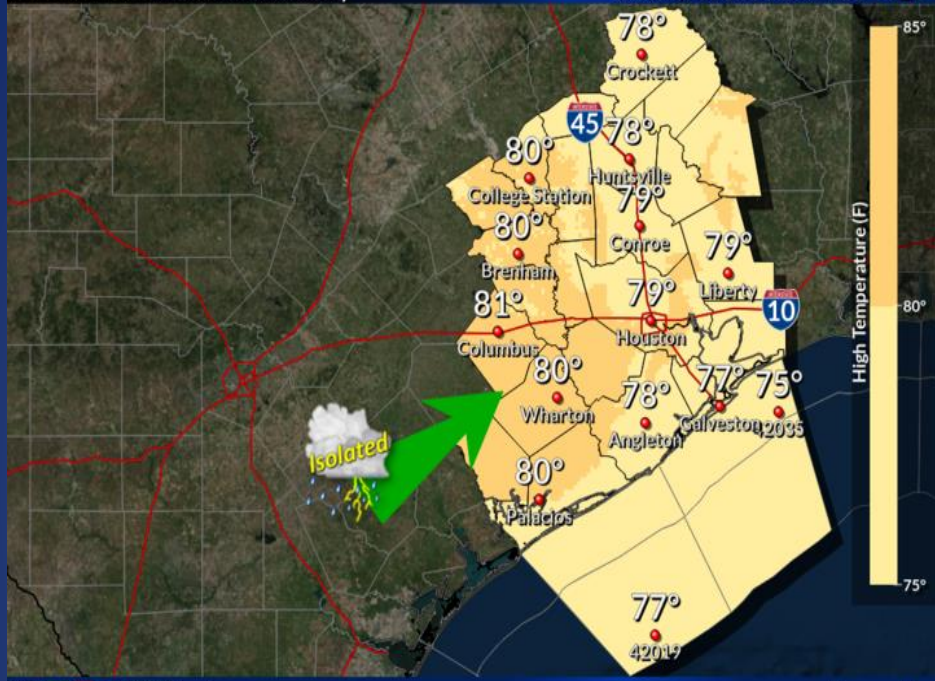 78°
Crockett
85°
45
78°
Huntsville
80°
College Station
79°
Conroe
80°
Brenham
79°
Liberty
79°
Houston
10
80°
High Temperature (F)
81°
Columbus
80°
Wharton
78°
Angleton
77°
Galveston
75°
42035
Isolated
80°
Palacios
75°
77°
42019